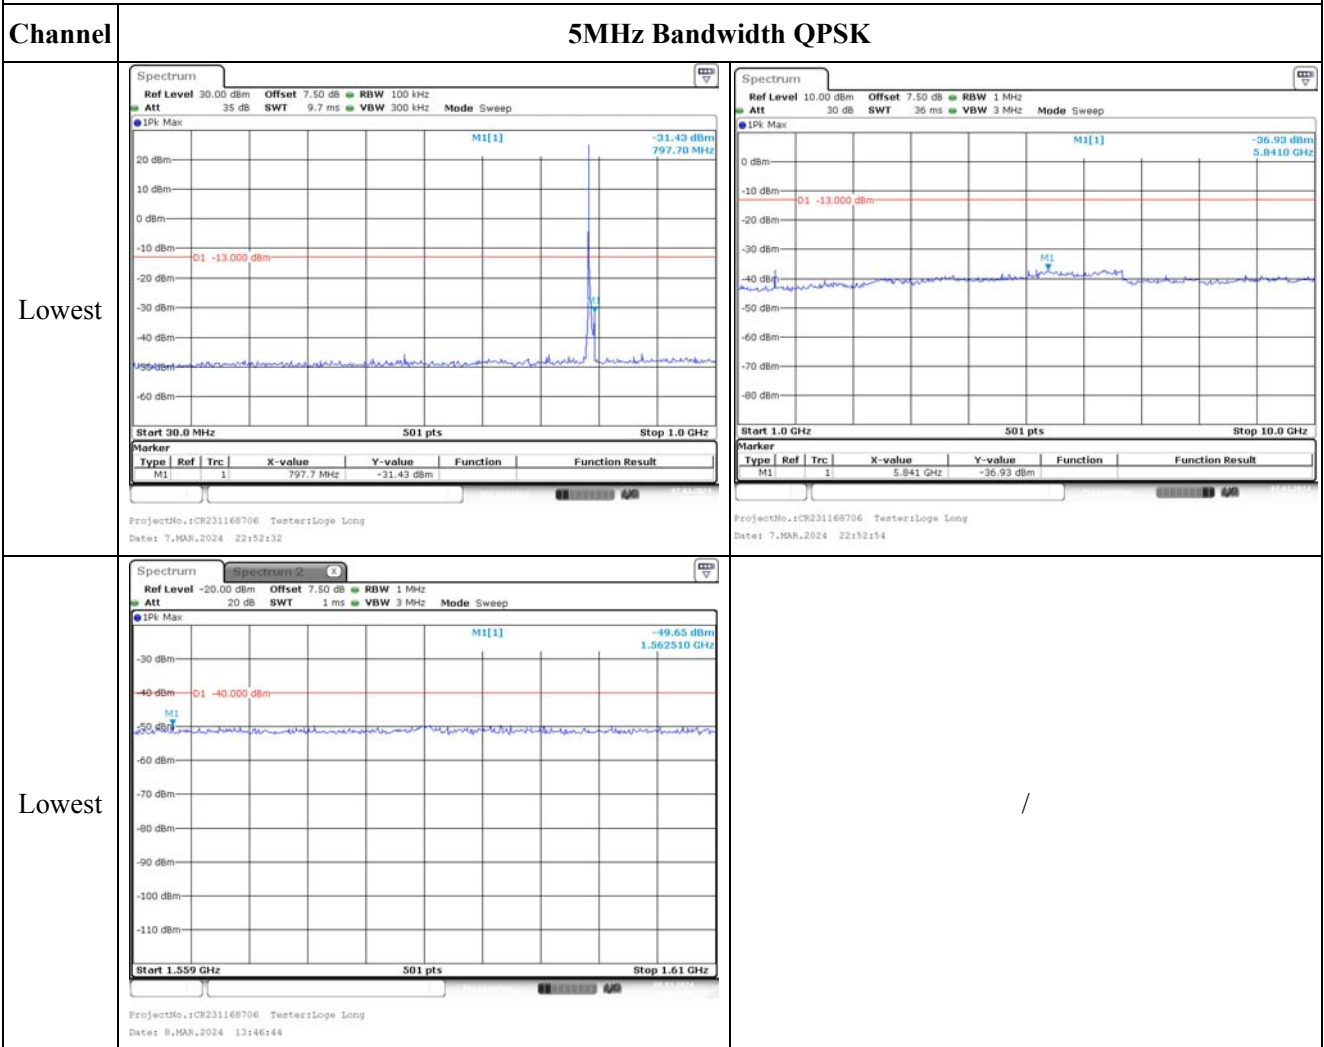 Channel 5MHz Bandwidth QPSK
Lowest
Spectrum
Ref Level 30.00 dBm Offset 7.50 dB RBW 100 kHz
Att 35 dB SWT 9.7 ms VBW 300 kHz Mode Sweep
1Pk Max
M1[1] -31.43 dBm
797.70 MHz
20 dBm
10 dBm
0 dBm
-10 dBm
D1 -13.000 dBm
-20 dBm
-30 dBm
M1
-40 dBm
-50 dBm
-60 dBm
Start 30.0 MHz 501 pts Stop 1.0 GHz
Marker
Type Ref Trc X-value Y-value Function Function Result
M1 1 797.7 MHz -31.43 dBm
ProjectNo.:CR231168706 Tester:Loge Long
Date: 7.MAR.2024 22:52:32
Spectrum
Ref Level 10.00 dBm Offset 7.50 dB RBW 1 MHz
Att 30 dB SWT 36 ms VBW 3 MHz Mode Sweep
1Pk Max
M1[1] -36.93 dBm
5.8410 GHz
0 dBm
-10 dBm
D1 -13.000 dBm
-20 dBm
-30 dBm
M1
-40 dBm
-50 dBm
-60 dBm
-70 dBm
-80 dBm
Start 1.0 GHz 501 pts Stop 10.0 GHz
Marker
Type Ref Trc X-value Y-value Function Function Result
M1 1 5.841 GHz -36.93 dBm
ProjectNo.:CR231168706 Tester:Loge Long
Date: 7.MAR.2024 22:52:54
Lowest
Spectrum Spectrum 2 X
Ref Level -20.00 dBm Offset 7.50 dB RBW 1 MHz
Att 20 dB SWT 1 ms VBW 3 MHz Mode Sweep
1Pk Max
M1[1] -49.65 dBm
1.562510 GHz
-30 dBm
-40 dBm D1 -40.000 dBm
M1
-50 dBm
-60 dBm
-70 dBm
-80 dBm
-90 dBm
-100 dBm
-110 dBm
Start 1.559 GHz 501 pts Stop 1.61 GHz
ProjectNo.:CR231168706 Tester:Loge Long
Date: 8.MAR.2024 13:46:44
/